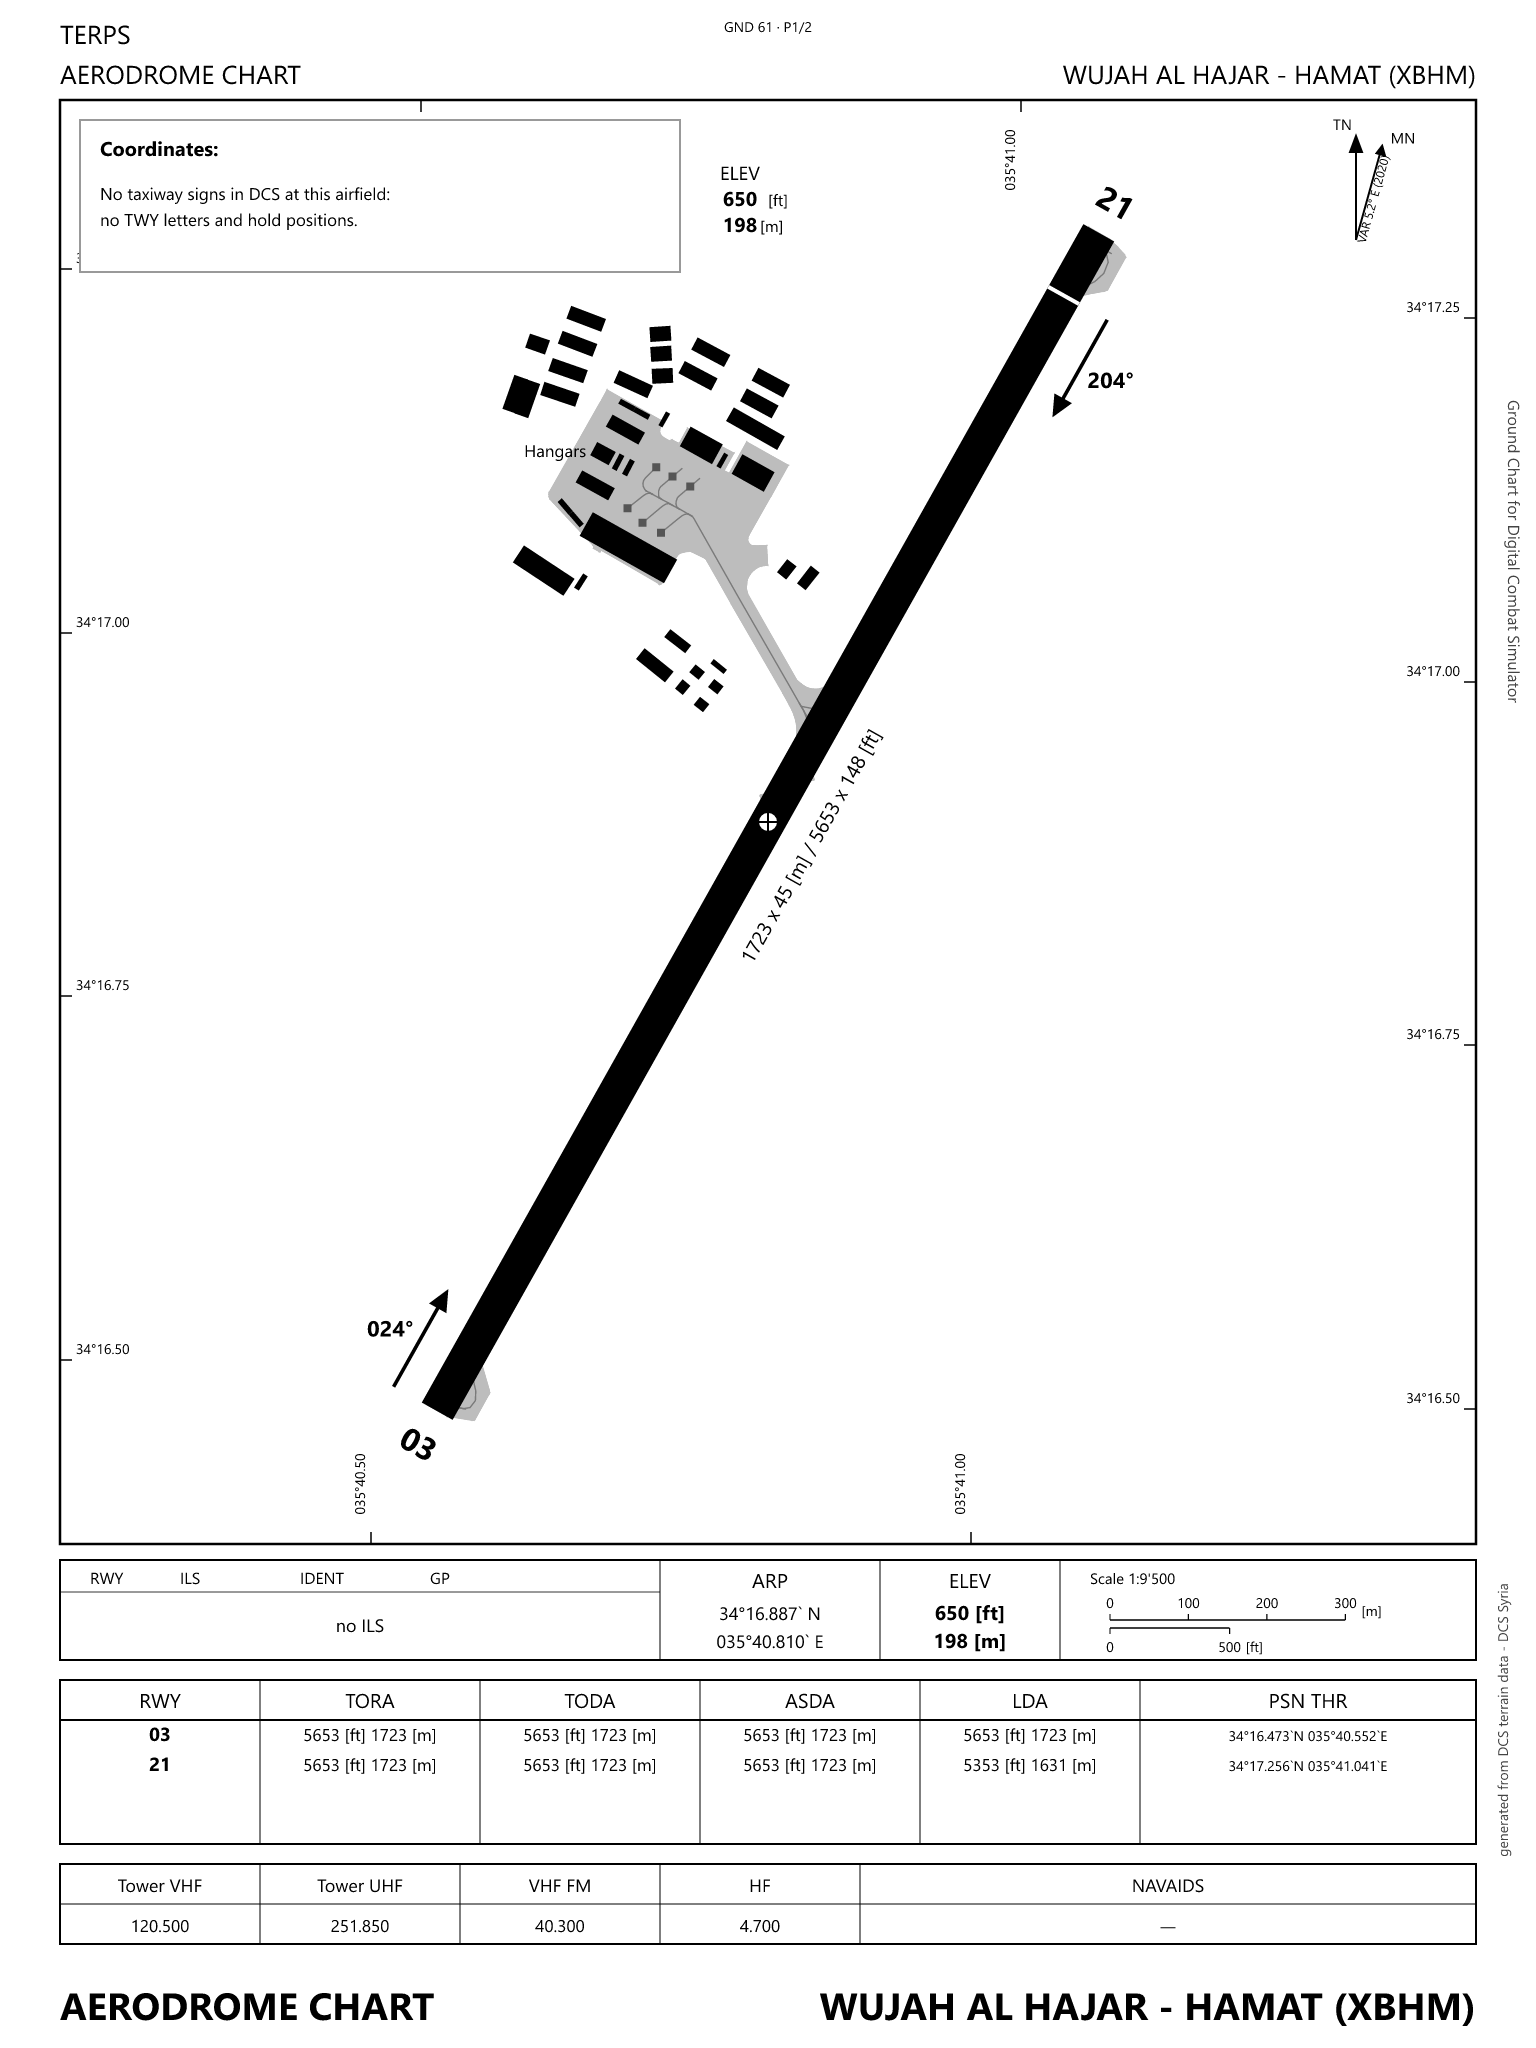 GND 61 · P1/2
TERPS
AERODROME CHART
WUJAH AL HAJAR - HAMAT (XBHM)
Coordinates:
No taxiway signs in DCS at this airfield:
no TWY letters and hold positions.
ELEV
650 [ft]
198 [m]
035°41.00
TN
MN
VAR 5.2° E (2020)
21
34°17.25
204°
Hangars
34°17.00
34°17.00
1723 x 45 [m] / 5653 x 148 [ft]
34°16.75
34°16.75
024°
34°16.50
34°16.50
03
035°40.50
035°41.00
Ground Chart for Digital Combat Simulator
RWY ILS IDENT GP
no ILS
ARP
34°16.887` N
035°40.810` E
ELEV
650 [ft]
198 [m]
Scale 1:9'500
0 100 200 300 [m]
0 500 [ft]
RWY TORA TODA ASDA LDA PSN THR
03 5653 [ft] 1723 [m] 5653 [ft] 1723 [m] 5653 [ft] 1723 [m] 5653 [ft] 1723 [m] 34°16.473`N 035°40.552`E
21 5653 [ft] 1723 [m] 5653 [ft] 1723 [m] 5653 [ft] 1723 [m] 5353 [ft] 1631 [m] 34°17.256`N 035°41.041`E
generated from DCS terrain data - DCS Syria
Tower VHF Tower UHF VHF FM HF NAVAIDS
120.500 251.850 40.300 4.700 —
AERODROME CHART
WUJAH AL HAJAR - HAMAT (XBHM)